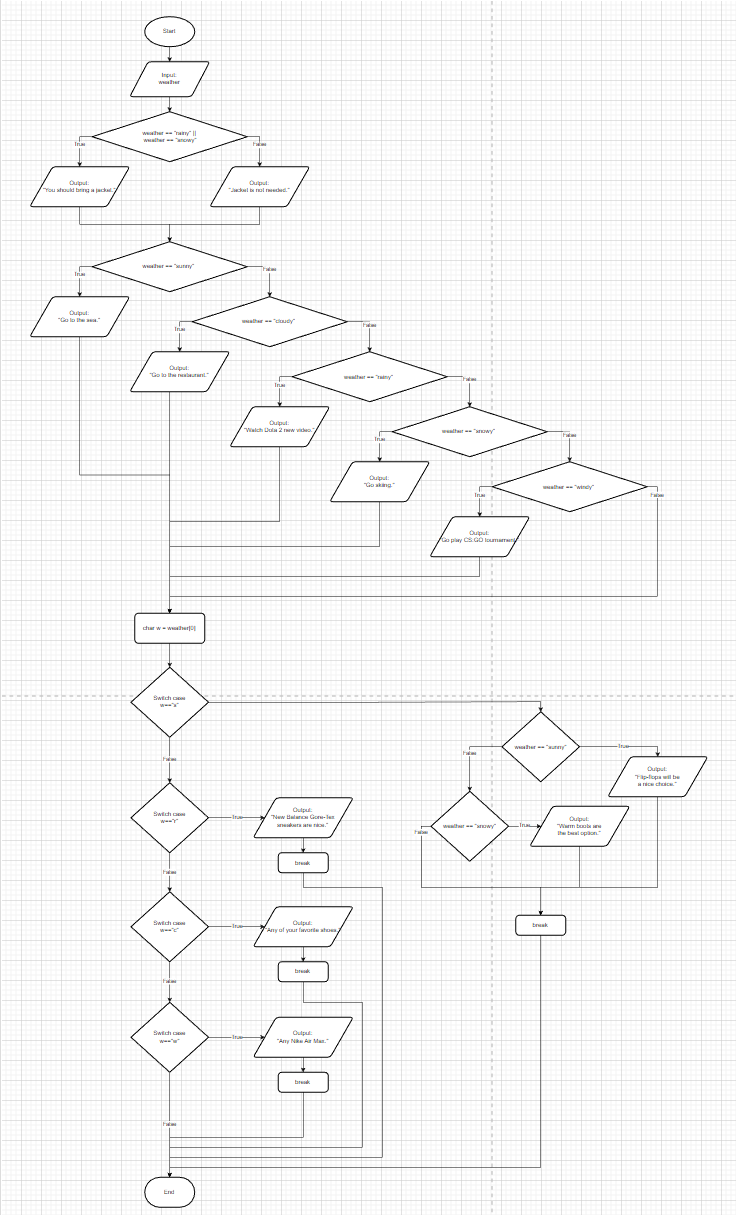 Start
Input:
weather
weather == "rainy" ||
weather == "snowy"
True
False
Output:
"You should bring a jacket."
Output:
"Jacket is not needed."
weather == "sunny"
True
False
Output:
"Go to the sea."
weather == "cloudy"
True
False
Output:
"Go to the restaurant."
weather == "rainy"
True
False
Output:
"Watch Dota 2 new video."
weather == "snowy"
True
False
Output:
"Go skiing."
weather == "windy"
True
False
Output:
"Go play CS:GO tournament."
char w = weather[0]
Switch case
w=="s"
weather == "sunny"
True
False
Output:
"Flip-flops will be
a nice choice."
weather == "snowy"
True
False
Output:
"Warm boots are
the best option."
break
False
Switch case
w=="r"
True
Output:
"New Balance Gore-Tex
sneakers are nice."
break
False
Switch case
w=="c"
True
Output:
"Any of your favorite shoes."
break
False
Switch case
w=="w"
True
Output:
"Any Nike Air Max."
break
False
End